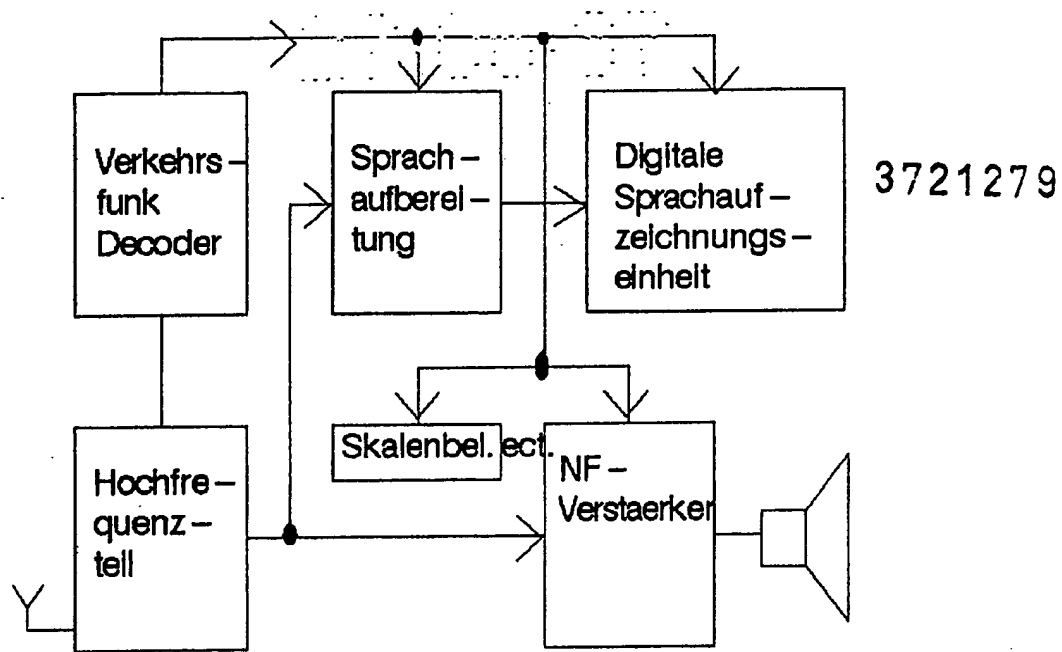 Verkehrs-
funk
Decoder
Sprach-
aufberei-
tung
Digitale
Sprachauf-
zeichnungs-
einheit
3721279
Skalenbel. ect.
Hochfre-
quenz-
teil
NF-
Verstaerker